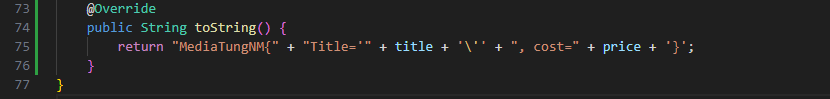 73 @Override
74 public String toString() {
75 return "MediaTungNM{" + "Title='" + title + '\'' + ", cost=" + price + '}';
76 }
77 }